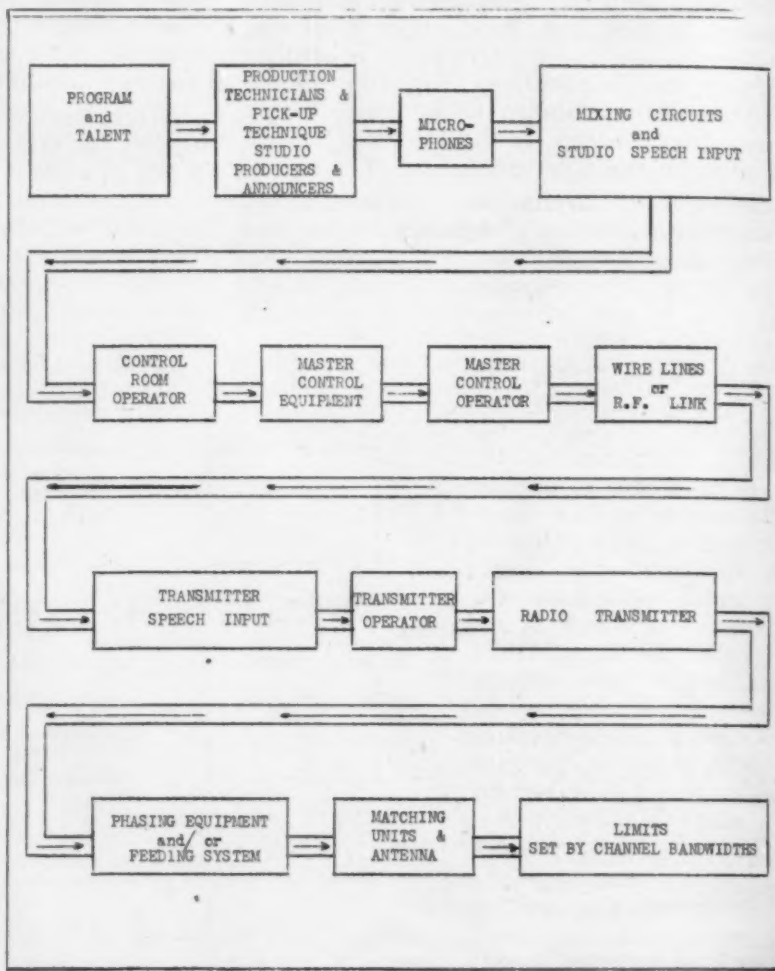 PROGRAM
and
TALENT
PRODUCTION
TECHNICIANS &
PICK-UP
TECHNIQUE
STUDIO
PRODUCERS &
ANNOUNCERS
MICRO-
PHONES
MIXING CIRCUITS
and
STUDIO SPEECH INPUT
CONTROL
ROOM
OPERATOR
MASTER
CONTROL
EQUIPMENT
MASTER
CONTROL
OPERATOR
WIRE LINES
or
R.F. LINK
TRANSMITTER
SPEECH INPUT
TRANSMITTER
OPERATOR
RADIO TRANSMITTER
PHASING EQUIPMENT
and/or
FEEDING SYSTEM
MATCHING
UNITS &
ANTENNA
LIMITS
SET BY CHANNEL BANDWIDTHS